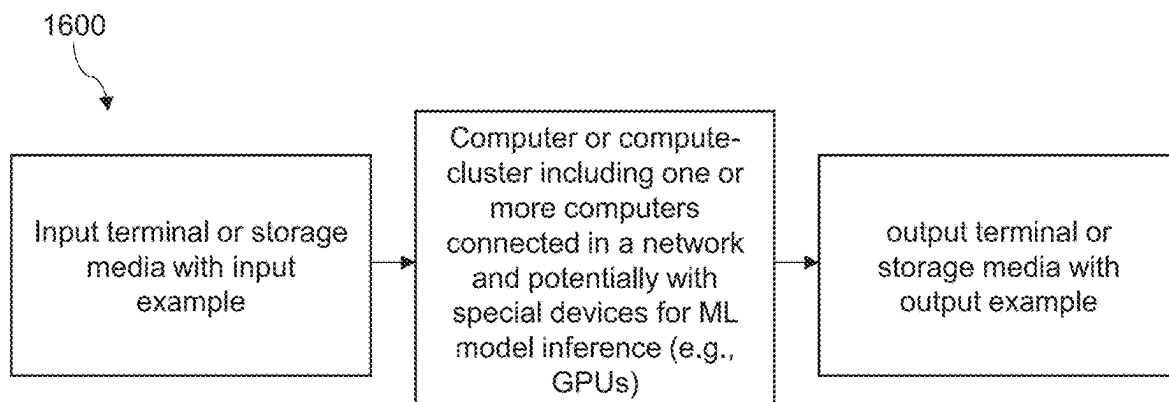 1600
Input terminal or storage
media with input
example
Computer or compute-
cluster including one or
more computers
connected in a network
and potentially with
special devices for ML
model inference (e.g.,
GPUs)
output terminal or
storage media with
output example